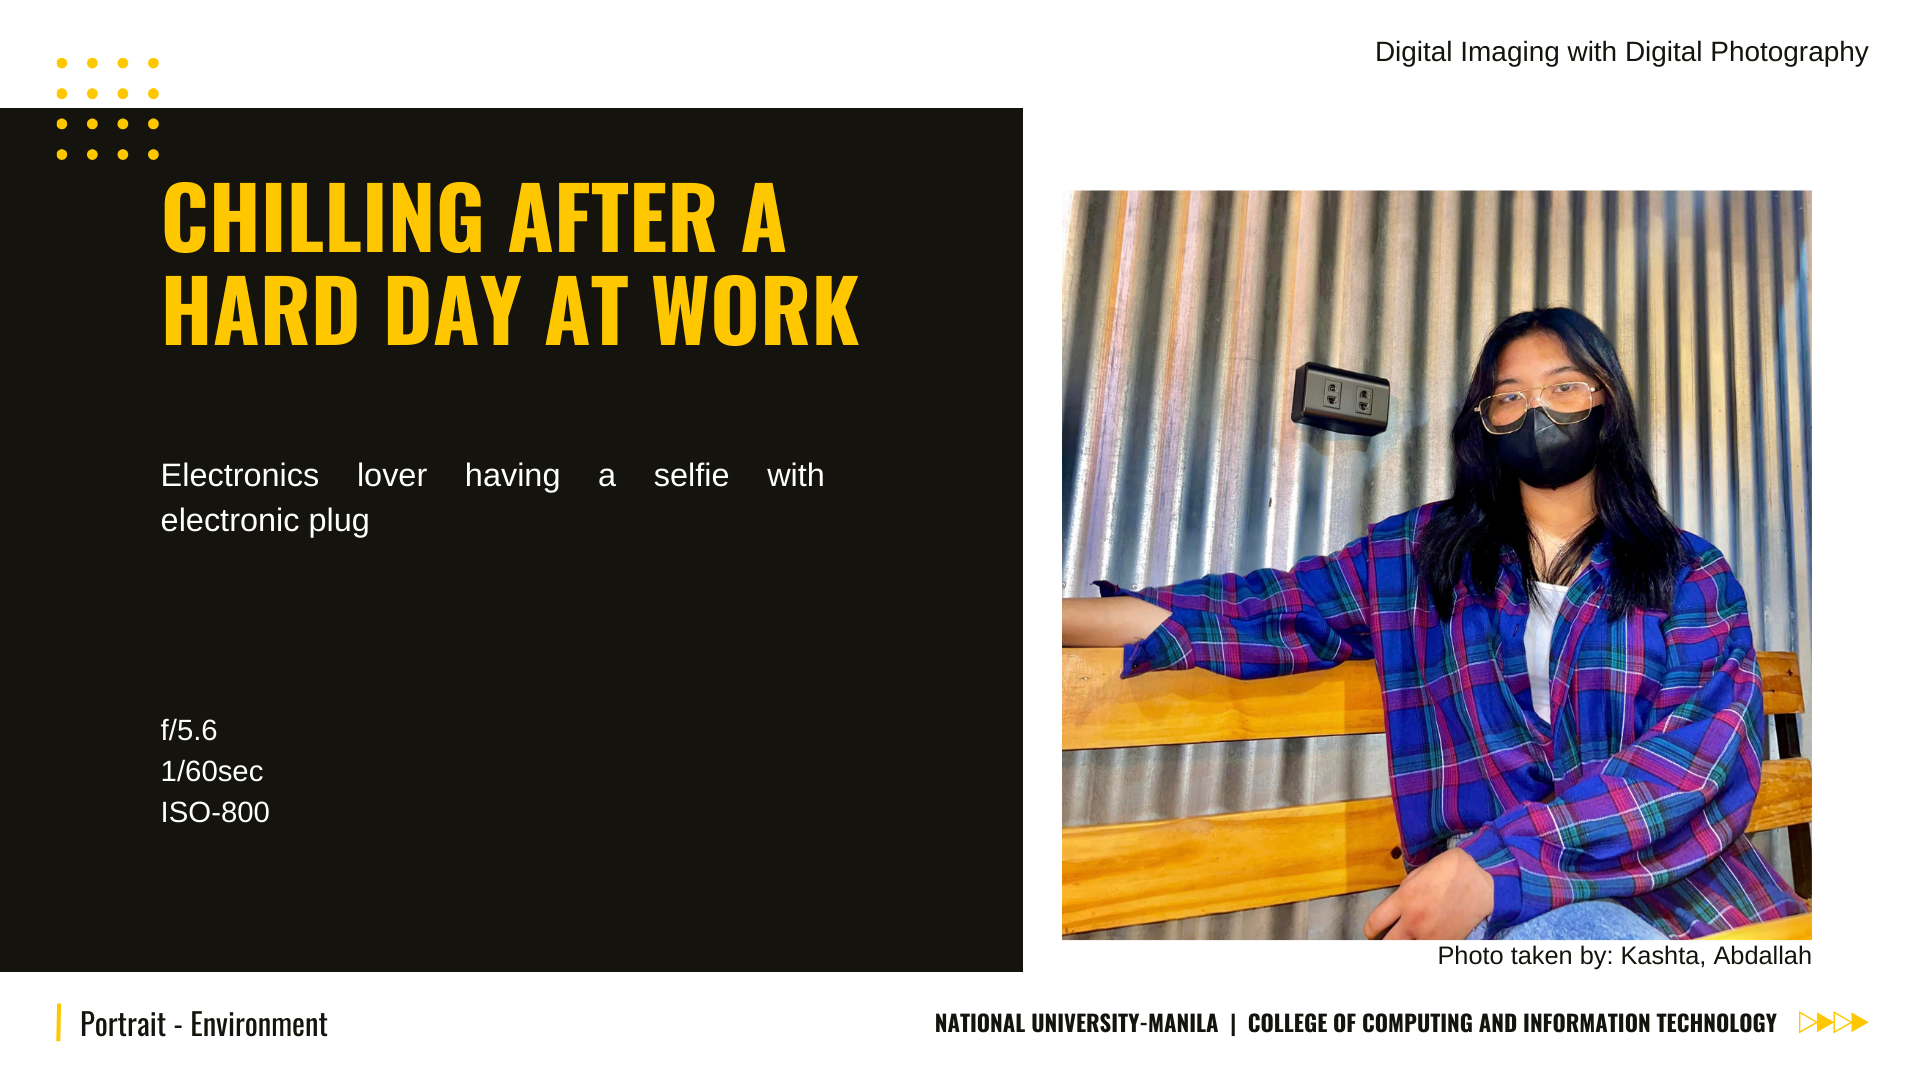 Digital Imaging with Digital Photography
CHILLING AFTER A
HARD DAY AT WORK
Electronics lover having a selfie with
electronic plug
f/5.6
1/60sec
ISO-800
Photo taken by: Kashta, Abdallah
Portrait - Environment
NATIONAL UNIVERSITY-MANILA | COLLEGE OF COMPUTING AND INFORMATION TECHNOLOGY